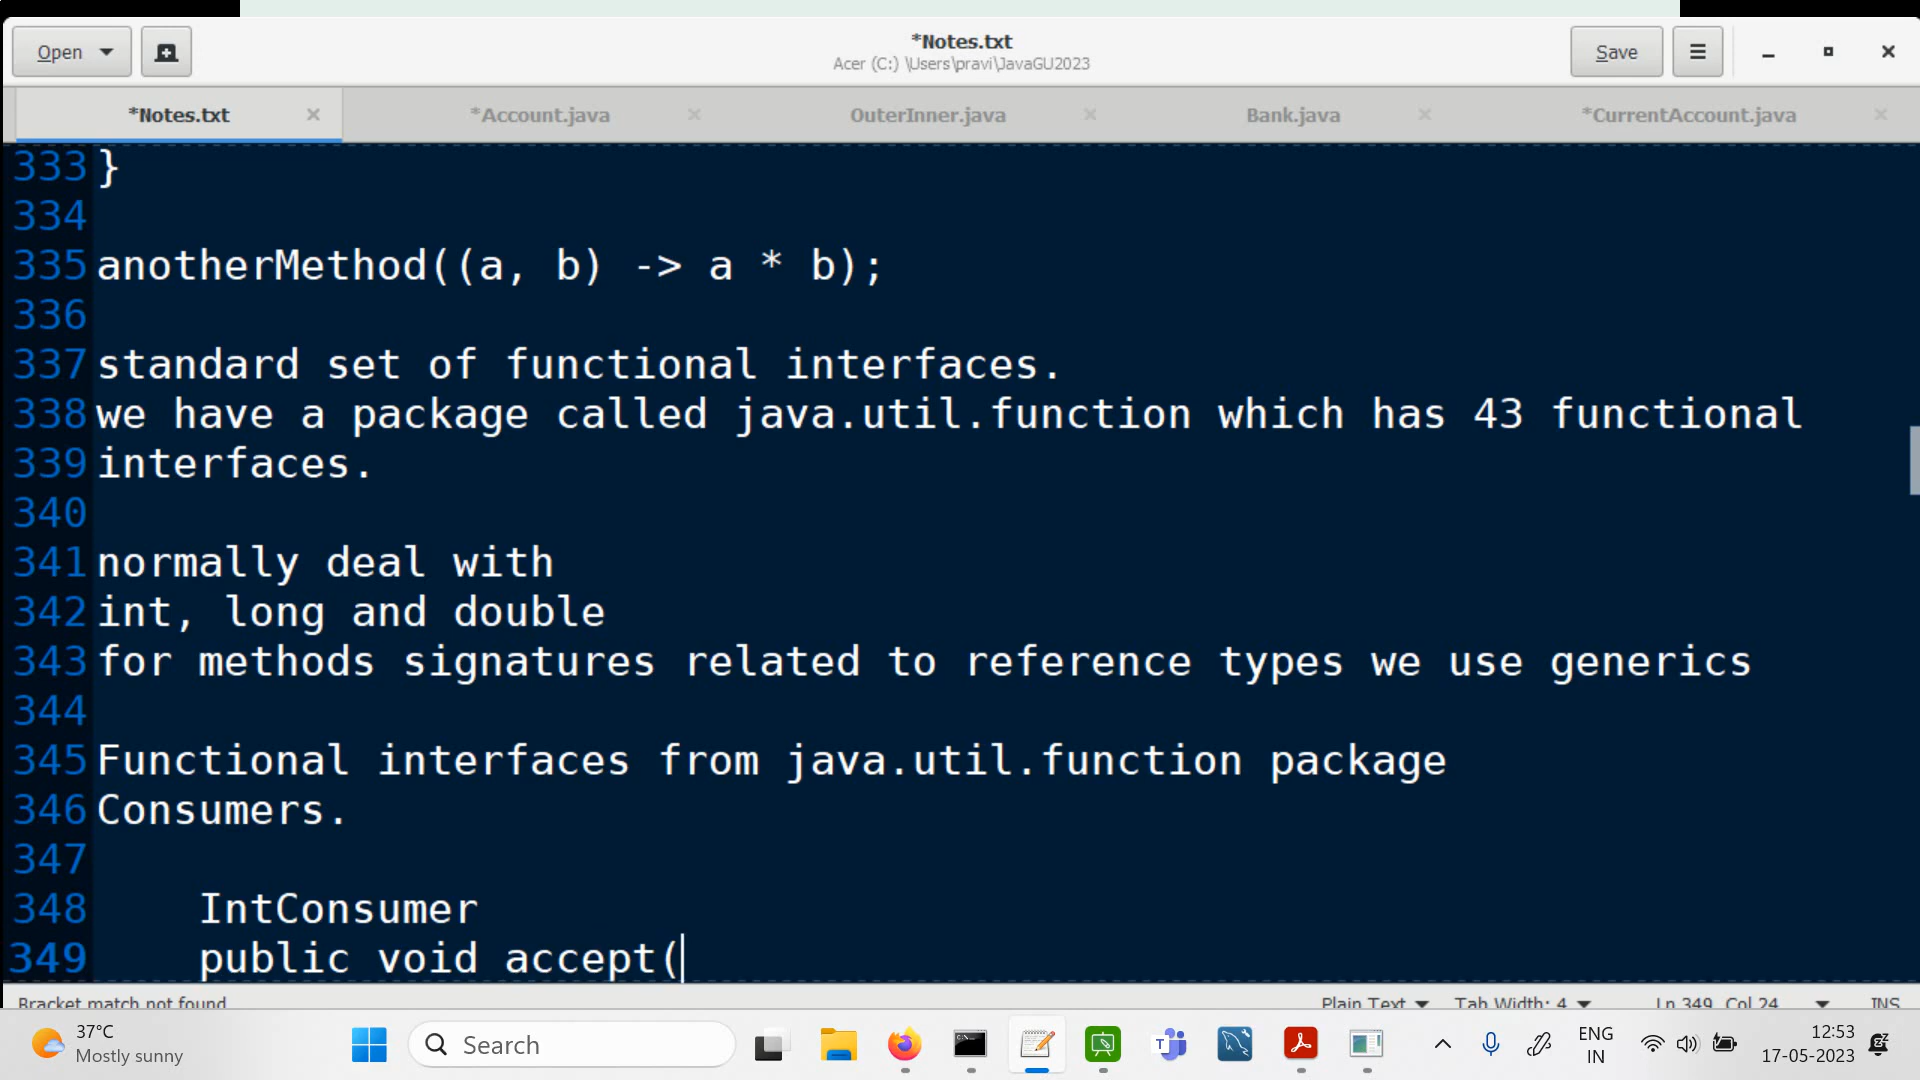 Open
*Notes.txt
Acer (C:) \Users\pravi\JavaGU2023
Save
*Notes.txt
*Account.java
OuterInner.java
Bank.java
*CurrentAccount.java
333 }
334
335 anotherMethod((a, b) -> a * b);
336
337 standard set of functional interfaces.
338 we have a package called java.util.function which has 43 functional
339 interfaces.
340
341 normally deal with
342 int, long and double
343 for methods signatures related to reference types we use generics
344
345 Functional interfaces from java.util.function package
346 Consumers.
347
348 IntConsumer
349 public void accept(
Bracket match not found
Plain Text
Tab Width: 4
Ln 349, Col 24
INS
37°C
Mostly sunny
Search
ENG
IN
12:53
17-05-2023